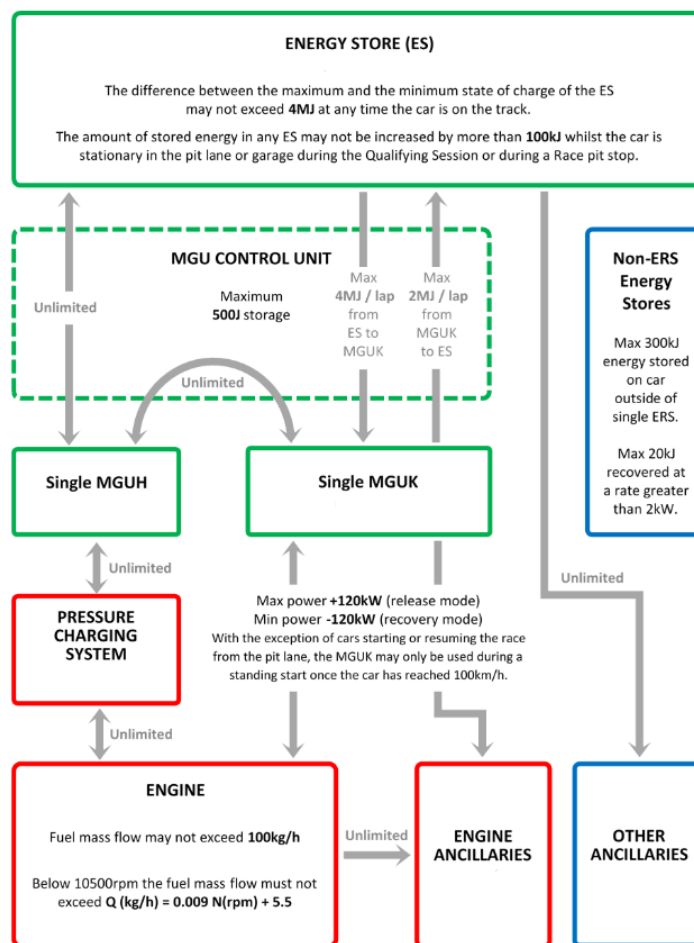 ENERGY STORE (ES)
The difference between the maximum and the minimum state of charge of the ES
may not exceed 4MJ at any time the car is on the track.
The amount of stored energy in any ES may not be increased by more than 100kJ whilst the car is
stationary in the pit lane or garage during the Qualifying Session or during a Race pit stop.
MGU CONTROL UNIT
Maximum
500J storage
Unlimited
Max
4MJ / lap
from
ES to
MGUK
Max
2MJ / lap
from
MGUK
to ES
Unlimited
Non-ERS
Energy
Stores
Max 300kJ
energy stored
on car
outside of
single ERS.
Max 20kJ
recovered at
a rate greater
than 2kW.
Single MGUH
Single MGUK
Unlimited
Unlimited
Max power +120kW (release mode)
Min power -120kW (recovery mode)
With the exception of cars starting or resuming the race
from the pit lane, the MGUK may only be used during a
standing start once the car has reached 100km/h.
PRESSURE
CHARGING
SYSTEM
Unlimited
ENGINE
Fuel mass flow may not exceed 100kg/h
Below 10500rpm the fuel mass flow must not
exceed Q (kg/h) = 0.009 N(rpm) + 5.5
Unlimited
ENGINE
ANCILLARIES
OTHER
ANCILLARIES